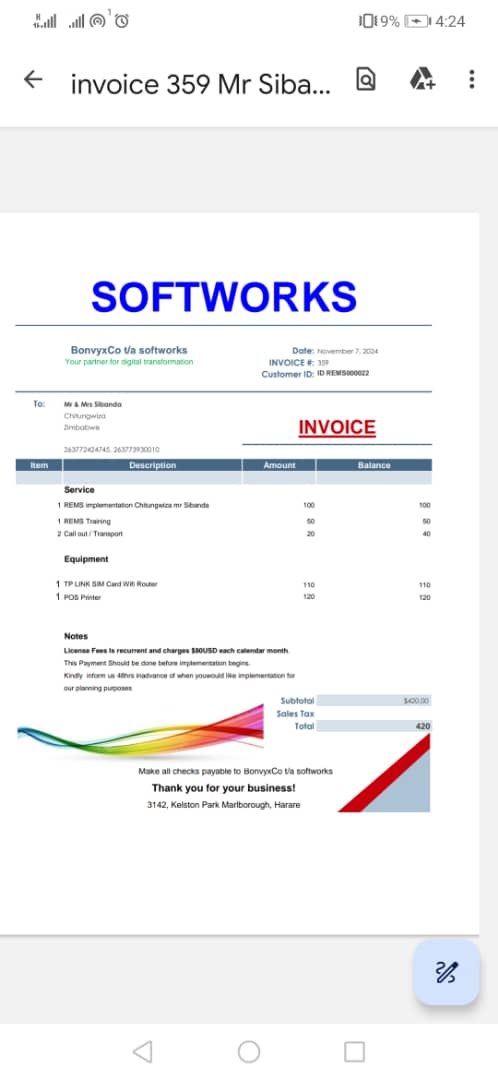 4:24
9%
invoice 359 Mr Siba...
SOFTWORKS
BonvyxCo t/a softworks
Your partner for digital transformation
Date: November 7, 2024
INVOICE #: 359
Customer ID: ID REMS000022
To: Mr & Mrs Sibanda
Chitungwiza
Zimbabwe
INVOICE
263772424745. 263773930010
Item Description Amount Balance
Service
1 REMS implementation Chitungwiza mr Sibanda 100 100
1 REMS Training 50 50
2 Call out / Transport 20 40
Equipment
1 TP LINK SIM Card Wifi Router 110 110
1 POS Printer 120 120
Notes
License Fees is recurrent and charges $80USD each calendar month.
This Payment Should be done before implementation begins.
Kindly inform us 48hrs inadvance of when youwould like implementation for
our planning purposes
Subtotal $420.00
Sales Tax
Total 420
Make all checks payable to BonvyxCo t/a softworks
Thank you for your business!
3142, Kelston Park Marlborough, Harare